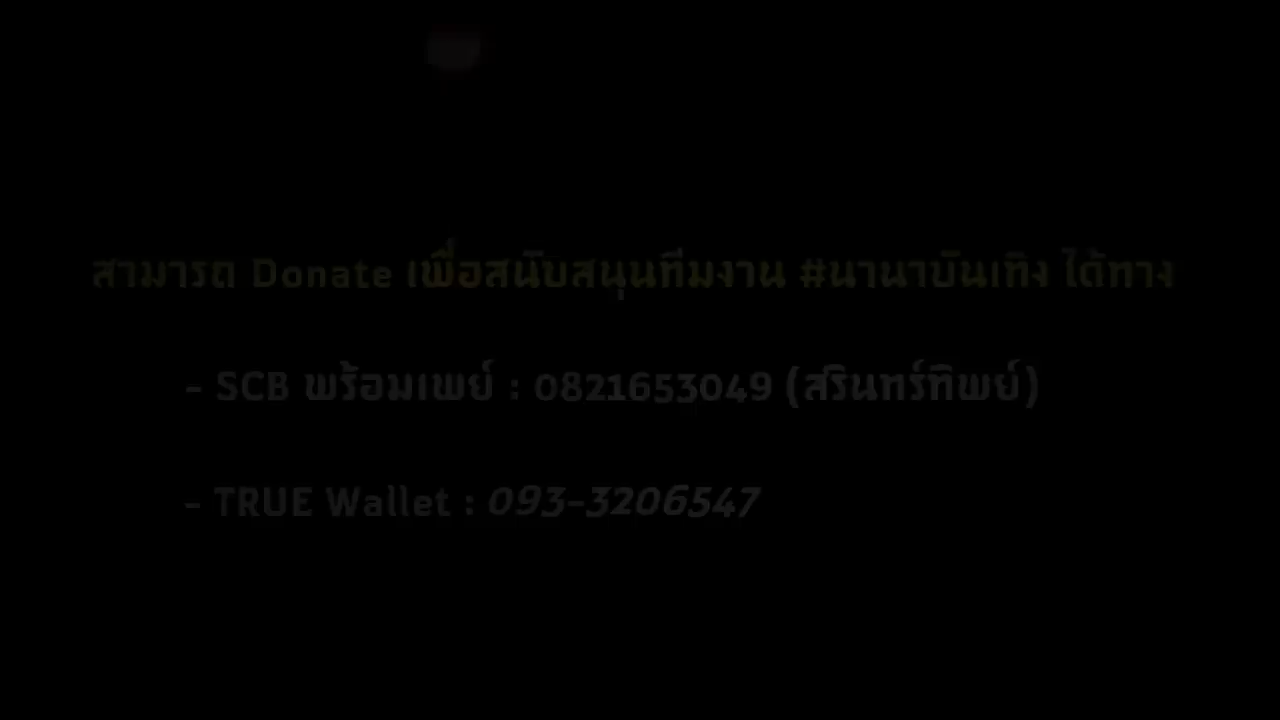 สามารถ Donate เพื่อสนับสนุนทีมงาน #นานาบันเทิง ได้ทาง
- SCB พร้อมเพย์ : 0821653049 (สรินทร์ทิพย์)
- TRUE Wallet : 093-3206547